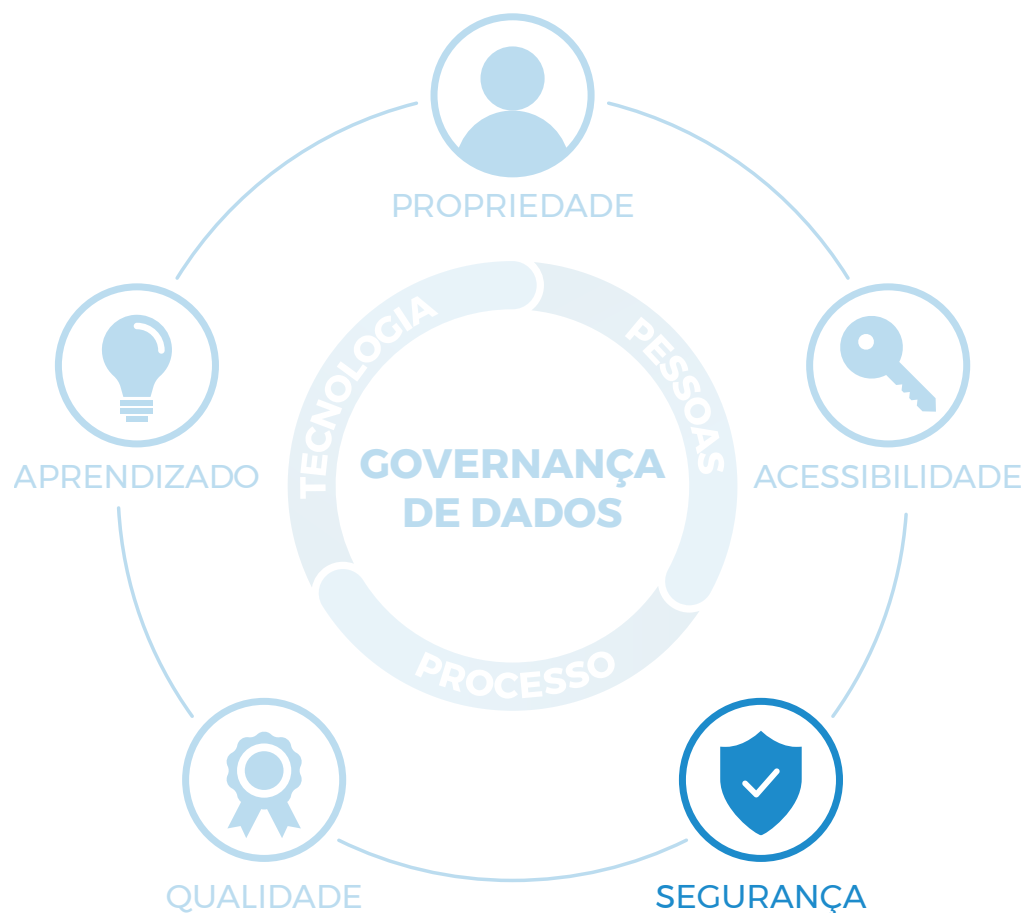 PROPRIEDADE
TECNOLOGIA
PESSOAS
GOVERNANÇA
DE DADOS
APRENDIZADO
ACESSIBILIDADE
PROCESSO
QUALIDADE
SEGURANÇA